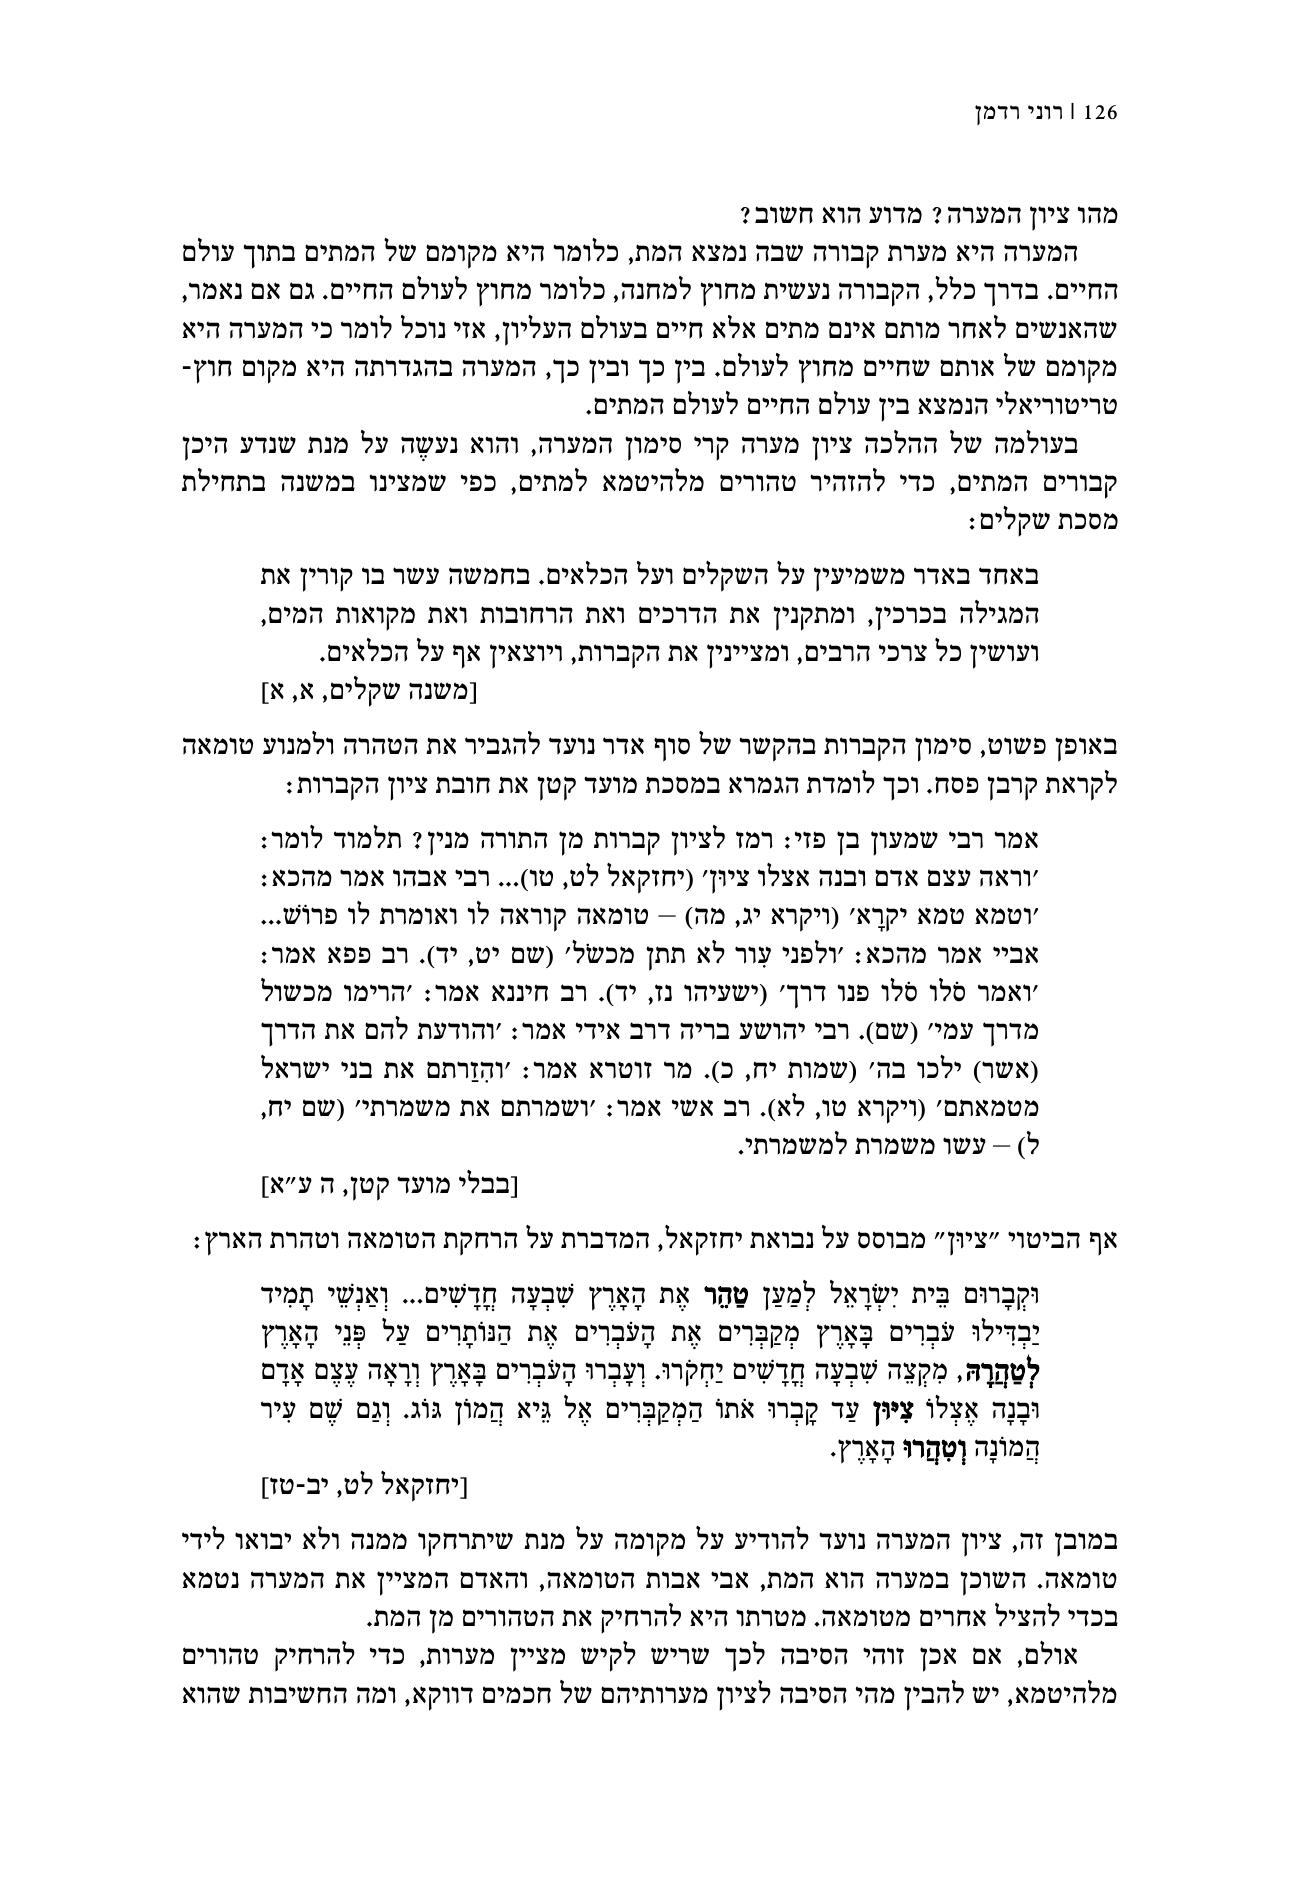 126 | רוני רדמן
מהו ציון המערה? מדוע הוא חשוב?
המערה היא מערת קבורה שבה נמצא המת, כלומר היא מקומם של המתים בתוך עולם
החיים. בדרך כלל, הקבורה נעשית מחוץ למחנה, כלומר מחוץ לעולם החיים. גם אם נאמר,
שהאנשים לאחר מותם אינם מתים אלא חיים בעולם העליון, אזי נוכל לומר כי המערה היא
מקומם של אותם שחיים מחוץ לעולם. בין כך ובין כך, המערה בהגדרתה היא מקום חוץ-
טריטוריאלי הנמצא בין עולם החיים לעולם המתים.
בעולמה של ההלכה ציון מערה קרי סימון המערה, והוא נעשֶה על מנת שנדע היכן
קבורים המתים, כדי להזהיר טהורים מלהיטמא למתים, כפי שמצינו במשנה בתחילת
מסכת שקלים:
באחד באדר משמיעין על השקלים ועל הכלאים. בחמשה עשר בו קורין את
המגילה בכרכין, ומתקנין את הדרכים ואת הרחובות ואת מקואות המים,
ועושין כל צרכי הרבים, ומציינין את הקברות, ויוצאין אף על הכלאים.
[משנה שקלים, א, א]
באופן פשוט, סימון הקברות בהקשר של סוף אדר נועד להגביר את הטהרה ולמנוע טומאה
לקראת קרבן פסח. וכך לומדת הגמרא במסכת מועד קטן את חובת ציון הקברות:
אמר רבי שמעון בן פזי: רמז לציון קברות מן התורה מנין? תלמוד לומר:
'וראה עצם אדם ובנה אצלו ציוּן' (יחזקאל לט, טו)... רבי אבהו אמר מהכא:
'וטמא טמא יקרָא' (ויקרא יג, מה) – טומאה קוראה לו ואומרת לו פרוֹשׁ...
אביי אמר מהכא: 'ולפני עִור לא תתן מכשֹל' (שם יט, יד). רב פפא אמר:
'ואמר סֹלו סֹלו פנו דרך' (ישעיהו נז, יד). רב חיננא אמר: 'הרימו מכשול
מדרך עמי' (שם). רבי יהושע בריה דרב אידי אמר: 'והודעת להם את הדרך
(אשר) ילכו בה' (שמות יח, כ). מר זוטרא אמר: 'והִזַרתם את בני ישראל
מטמאתם' (ויקרא טו, לא). רב אשי אמר: 'ושמרתם את משמרתי' (שם יח,
ל) – עשו משמרת למשמרתי.
[בבלי מועד קטן, ה ע״א]
אף הביטוי ״ציוּן״ מבוסס על נבואת יחזקאל, המדברת על הרחקת הטומאה וטהרת הארץ:
וּקְבָרוּם בֵּית יִשְׂרָאֵל לְמַעַן טַהֵר אֶת הָאָרֶץ שִׁבְעָה חֳדָשִׁים... וְאַנְשֵׁי תָמִיד
יַבְדִּילוּ עֹבְרִים בָּאָרֶץ מְקַבְּרִים אֶת הָעֹבְרִים אֶת הַנּוֹתָרִים עַל פְּנֵי הָאָרֶץ
לְטַהֲרָהּ, מִקְצֵה שִׁבְעָה חֳדָשִׁים יַחְקֹרוּ. וְעָבְרוּ הָעֹבְרִים בָּאָרֶץ וְרָאָה עֶצֶם אָדָם
וּבָנָה אֶצְלוֹ צִיּוּן עַד קָבְרוּ אֹתוֹ הַמְקַבְּרִים אֶל גֵּיא הֲמוֹן גּוֹג. וְגַם שֶׁם עִיר
הֲמוֹנָה וְטִהֲרוּ הָאָרֶץ.
[יחזקאל לט, יב-טז]
במובן זה, ציון המערה נועד להודיע על מקומה על מנת שיתרחקו ממנה ולא יבואו לידי
טומאה. השוכן במערה הוא המת, אבי אבות הטומאה, והאדם המציין את המערה נטמא
בכדי להציל אחרים מטומאה. מטרתו היא להרחיק את הטהורים מן המת.
אולם, אם אכן זוהי הסיבה לכך שריש לקיש מציין מערות, כדי להרחיק טהורים
מלהיטמא, יש להבין מהי הסיבה לציון מערותיהם של חכמים דווקא, ומה החשיבות שהוא